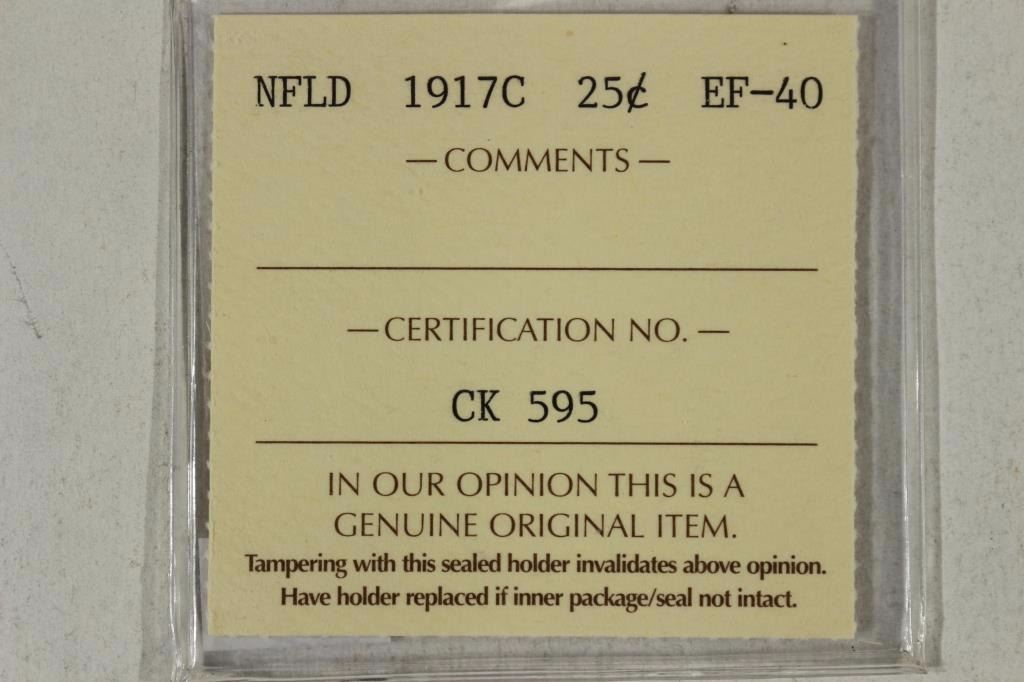 NFLD 1917C 25¢ EF-40
— COMMENTS —
— CERTIFICATION NO. —
CK 595
IN OUR OPINION THIS IS A
GENUINE ORIGINAL ITEM.
Tampering with this sealed holder invalidates above opinion.
Have holder replaced if inner package/seal not intact.